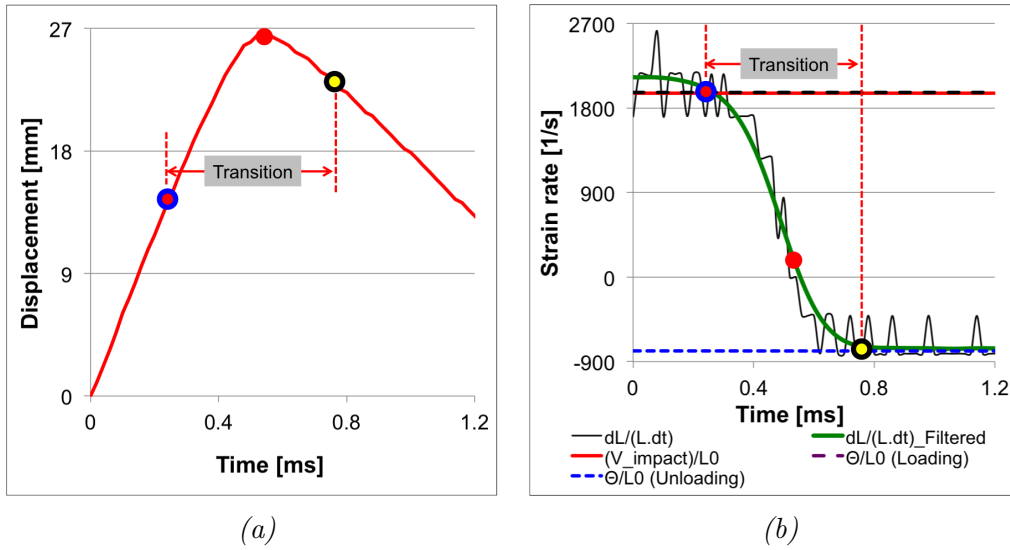 27
18
9
0
Displacement [mm]
Transition
0
0.4
0.8
1.2
Time [ms]
(a)
2700
1800
900
0
-900
Strain rate [1/s]
Transition
0
0.4
0.8
1.2
Time [ms]
dL/(L.dt)
dL/(L.dt)_Filtered
(V_impact)/L0
Θ/L0 (Loading)
Θ/L0 (Unloading)
(b)